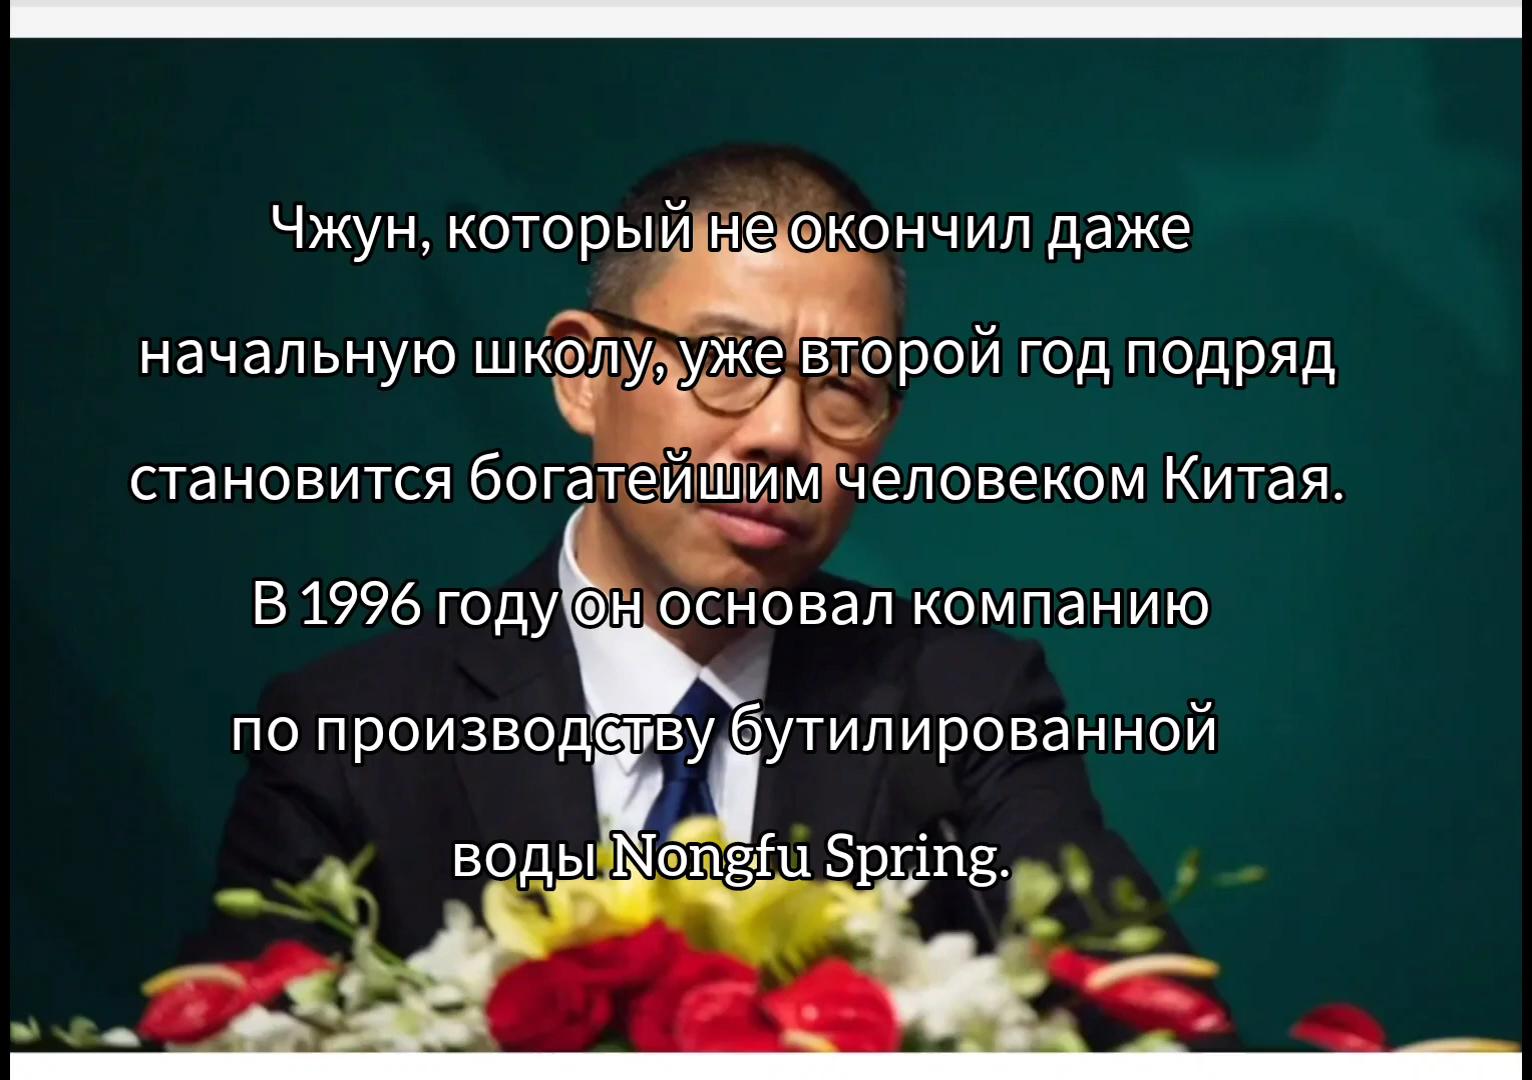 Чжун, который не окончил даже
начальную школу, уже второй год подряд
становится богатейшим человеком Китая.
В 1996 году он основал компанию
по производству бутилированной
воды Nongfu Spring.